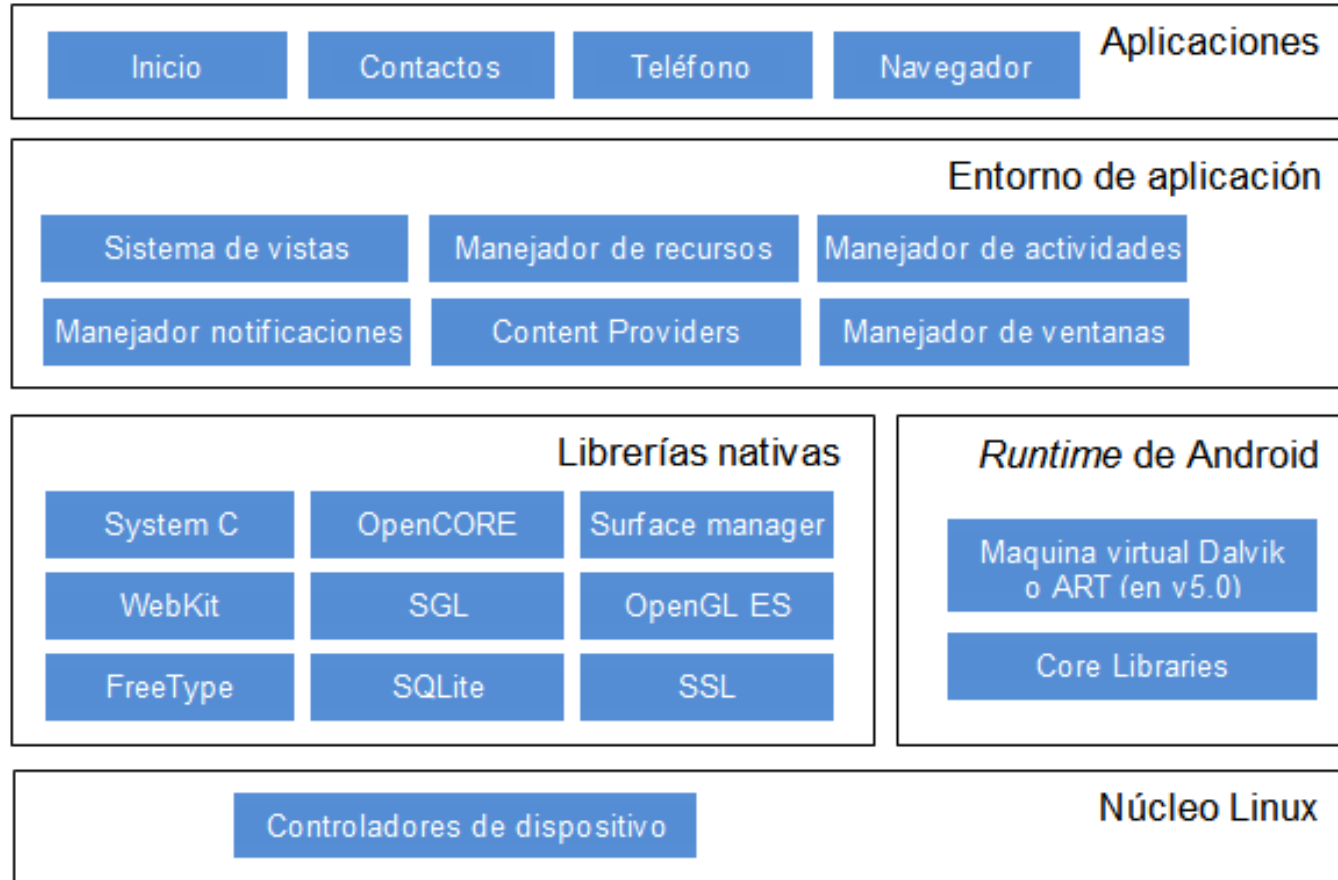 Aplicaciones
Inicio
Contactos
Teléfono
Navegador
Entorno de aplicación
Sistema de vistas
Manejador de recursos
Manejador de actividades
Manejador notificaciones
Content Providers
Manejador de ventanas
Librerías nativas
System C
OpenCORE
Surface manager
WebKit
SGL
OpenGL ES
FreeType
SQLite
SSL
Runtime de Android
Maquina virtual Dalvik
o ART (en v5.0)
Core Libraries
Núcleo Linux
Controladores de dispositivo